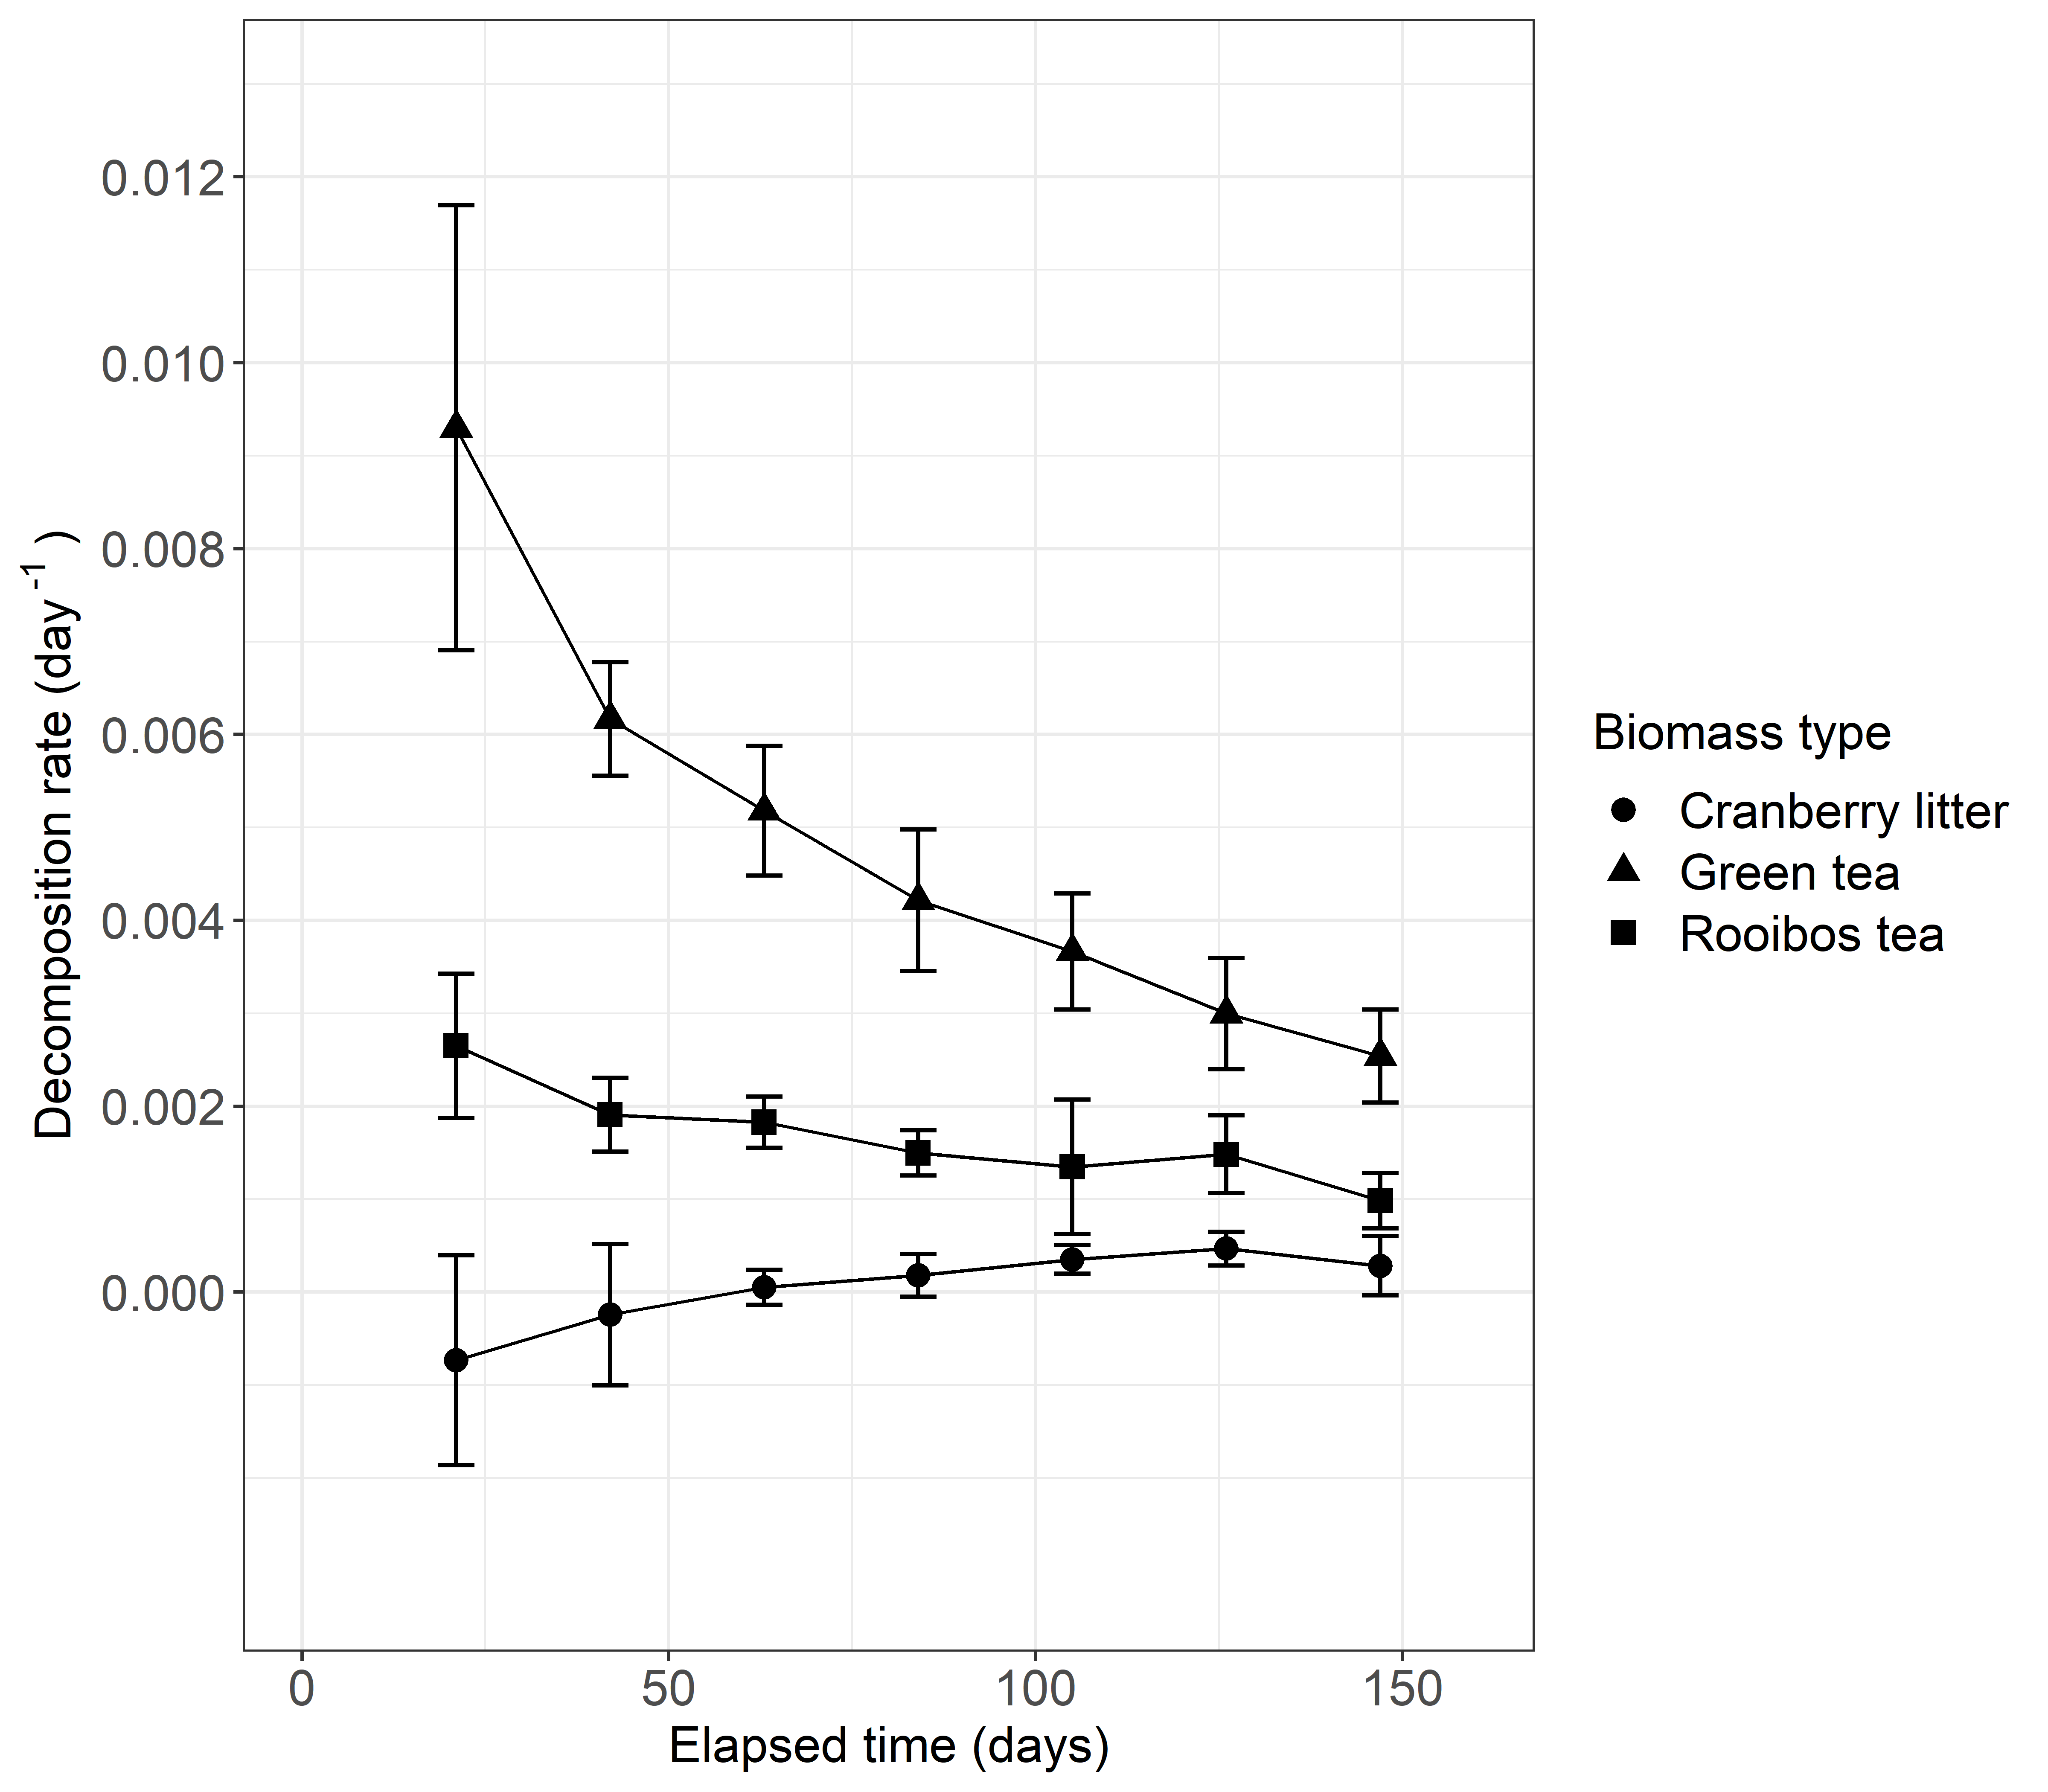 0.012
0.010
0.008
0.006
0.004
0.002
0.000
Decomposition rate (day⁻¹ )
0 50 100 150
Elapsed time (days)
Biomass type
Cranberry litter
Green tea
Rooibos tea